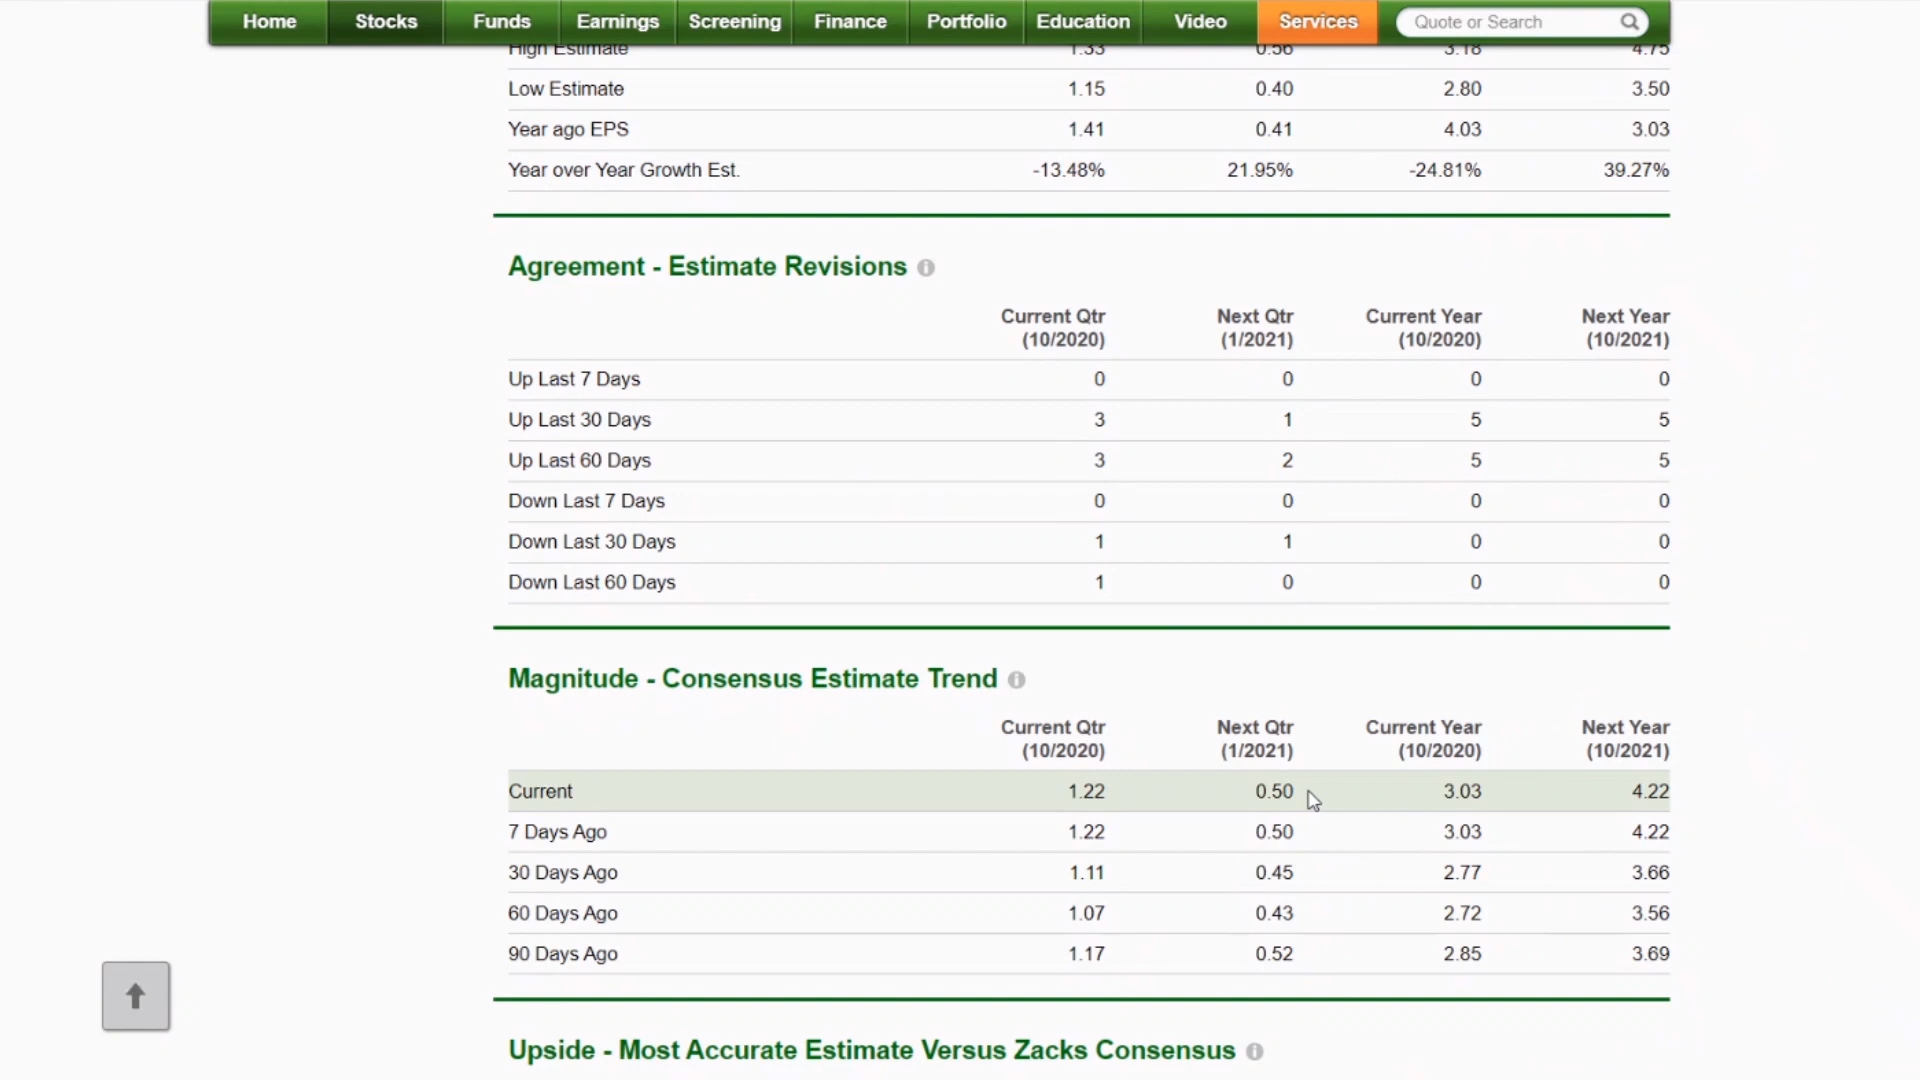 Home Stocks Funds Earnings Screening Finance Portfolio Education Video Services Quote or Search
High Estimate 1.33 0.56 3.18 4.75
Low Estimate 1.15 0.40 2.80 3.50
Year ago EPS 1.41 0.41 4.03 3.03
Year over Year Growth Est. -13.48% 21.95% -24.81% 39.27%
Agreement - Estimate Revisions
Current Qtr Next Qtr Current Year Next Year
(10/2020) (1/2021) (10/2020) (10/2021)
Up Last 7 Days 0 0 0 0
Up Last 30 Days 3 1 5 5
Up Last 60 Days 3 2 5 5
Down Last 7 Days 0 0 0 0
Down Last 30 Days 1 1 0 0
Down Last 60 Days 1 0 0 0
Magnitude - Consensus Estimate Trend
Current Qtr Next Qtr Current Year Next Year
(10/2020) (1/2021) (10/2020) (10/2021)
Current 1.22 0.50 3.03 4.22
7 Days Ago 1.22 0.50 3.03 4.22
30 Days Ago 1.11 0.45 2.77 3.66
60 Days Ago 1.07 0.43 2.72 3.56
90 Days Ago 1.17 0.52 2.85 3.69
Upside - Most Accurate Estimate Versus Zacks Consensus